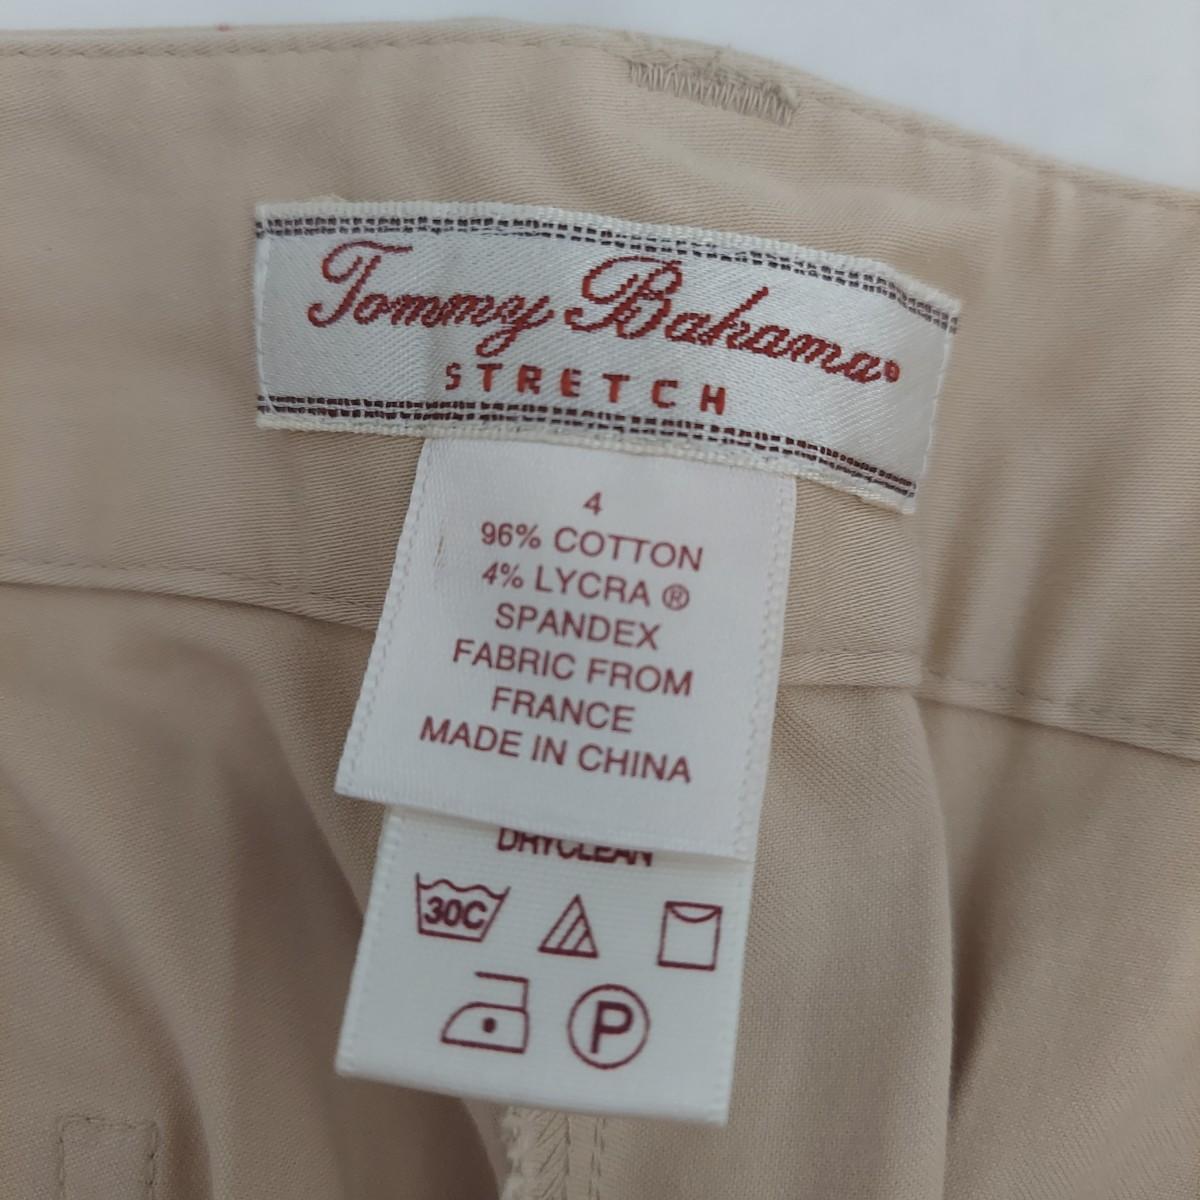 Tommy Bahama®
STRETCH
4
96% COTTON
4% LYCRA ®
SPANDEX
FABRIC FROM
FRANCE
MADE IN CHINA
DRYCLEAN
30C
P